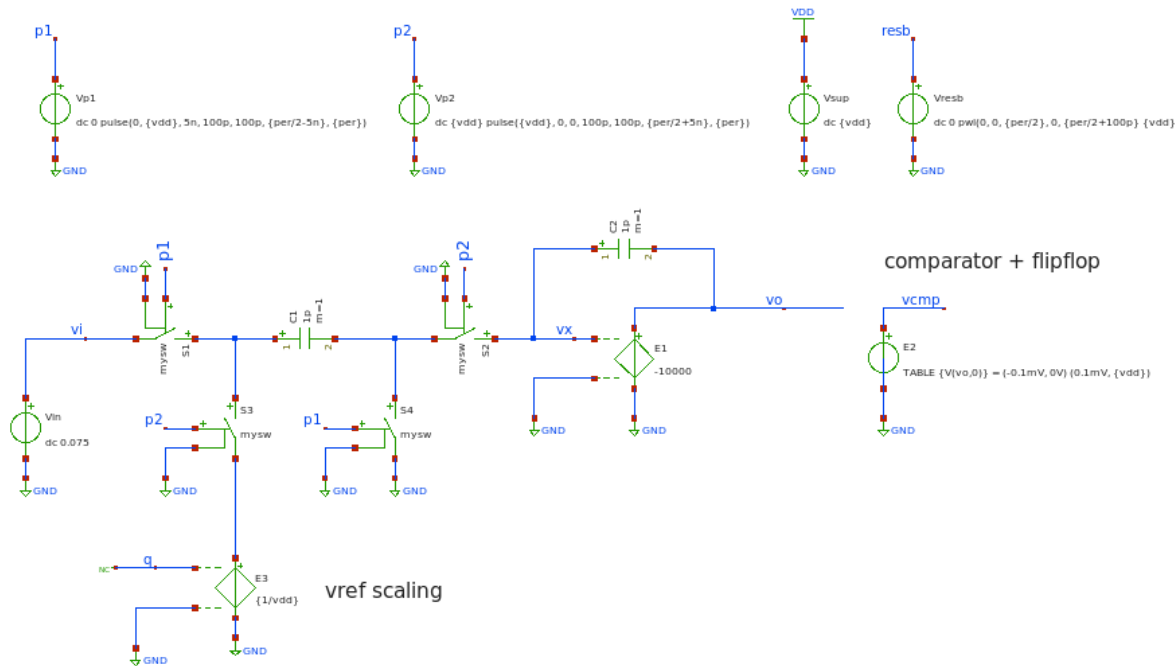 p1
p2
VDD
resb
Vp1
dc 0 pulse(0, {vdd}, 5n, 100p, 100p, {per/2-5n}, {per})
GND
Vp2
dc {vdd} pulse({vdd}, 0, 0, 100p, 100p, {per/2+5n}, {per})
GND
Vsup
dc {vdd}
GND
Vresb
dc 0 pwl(0, 0, {per/2}, 0, {per/2+100p} {vdd}
GND
p1
GND
vi
mysw
S1
C1
1p
m=1
1
2
p2
GND
mysw
S2
C2
1p
m=1
1
2
vx
E1
-10000
GND
GND
vo
comparator + flipflop
vcmp
E2
TABLE {V(vo,0)} = (-0.1mV, 0V) (0.1mV, {vdd})
GND
Vin
dc 0.075
GND
p2
S3
mysw
GND
p1
S4
mysw
GND
GND
NC
q
E3
{1/vdd}
GND
GND
vref scaling